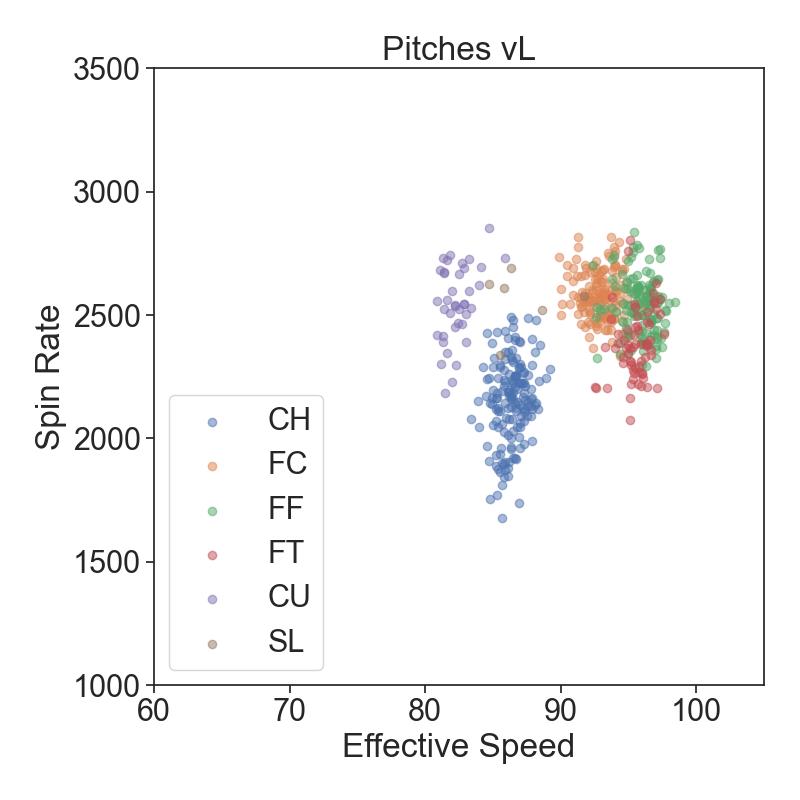 Pitches vL
3500
3000
2500
2000
1500
1000
Spin Rate
CH
FC
FF
FT
CU
SL
60 70 80 90 100
Effective Speed